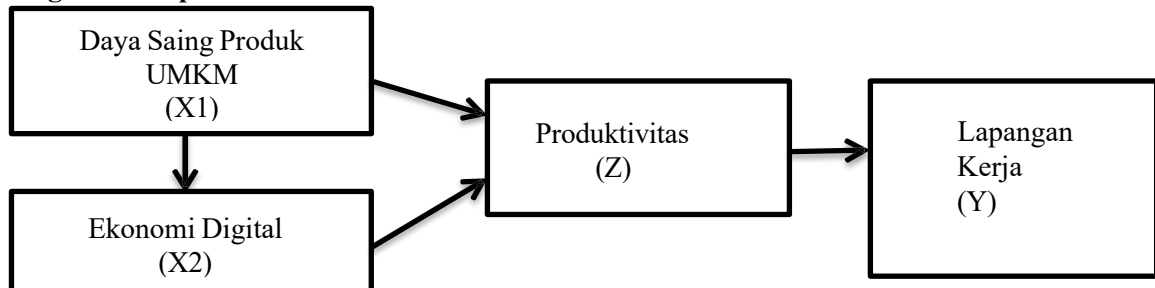 Daya Saing Produk
UMKM
(X1)
Ekonomi Digital
(X2)
Produktivitas
(Z)
Lapangan
Kerja
(Y)